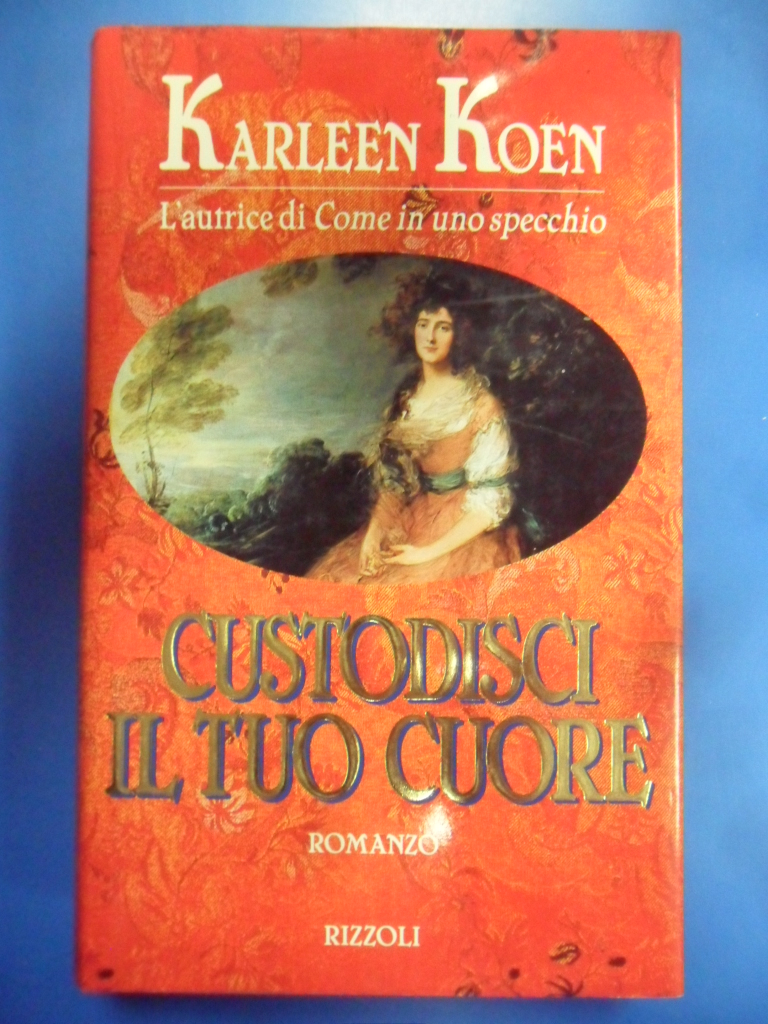 KARLEEN KOEN
L'autrice di Come in uno specchio
CUSTODISCI
IL TUO CUORE
ROMANZO
RIZZOLI